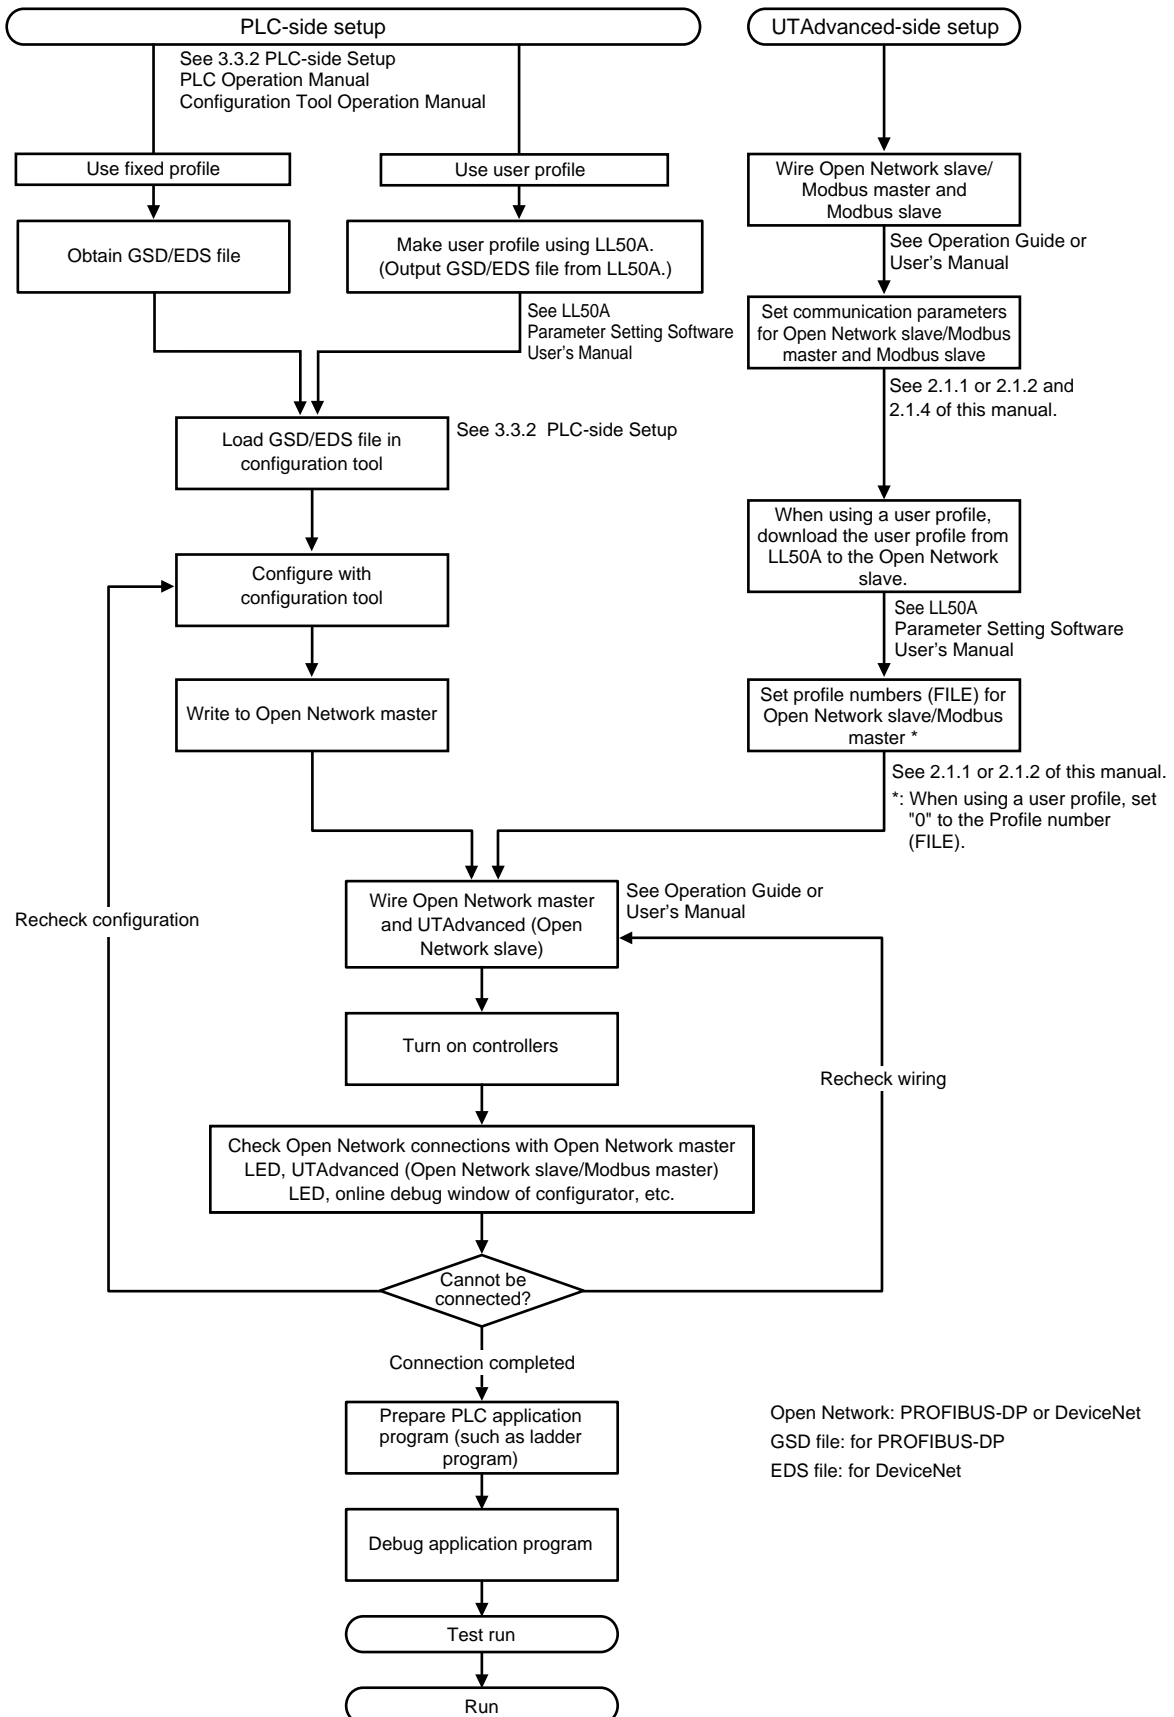 PLC-side setup
UTAdvanced-side setup
See 3.3.2 PLC-side Setup
PLC Operation Manual
Configuration Tool Operation Manual
Use fixed profile
Use user profile
Obtain GSD/EDS file
Make user profile using LL50A.
(Output GSD/EDS file from LL50A.)
See LL50A
Parameter Setting Software
User's Manual
Load GSD/EDS file in
configuration tool
See 3.3.2  PLC-side Setup
Configure with
configuration tool
Write to Open Network master
Wire Open Network slave/
Modbus master and
Modbus slave
See Operation Guide or
User's Manual
Set communication parameters
for Open Network slave/Modbus
master and Modbus slave
See 2.1.1 or 2.1.2 and
2.1.4 of this manual.
When using a user profile,
download the user profile from
LL50A to the Open Network
slave.
See LL50A
Parameter Setting Software
User's Manual
Set profile numbers (FILE) for
Open Network slave/Modbus
master *
See 2.1.1 or 2.1.2 of this manual.
*: When using a user profile, set
"0" to the Profile number
(FILE).
Wire Open Network master
and UTAdvanced (Open
Network slave)
See Operation Guide or
User's Manual
Recheck configuration
Turn on controllers
Recheck wiring
Check Open Network connections with Open Network master
LED, UTAdvanced (Open Network slave/Modbus master)
LED, online debug window of configurator, etc.
Cannot be
connected?
Connection completed
Prepare PLC application
program (such as ladder
program)
Open Network: PROFIBUS-DP or DeviceNet
GSD file: for PROFIBUS-DP
EDS file: for DeviceNet
Debug application program
Test run
Run